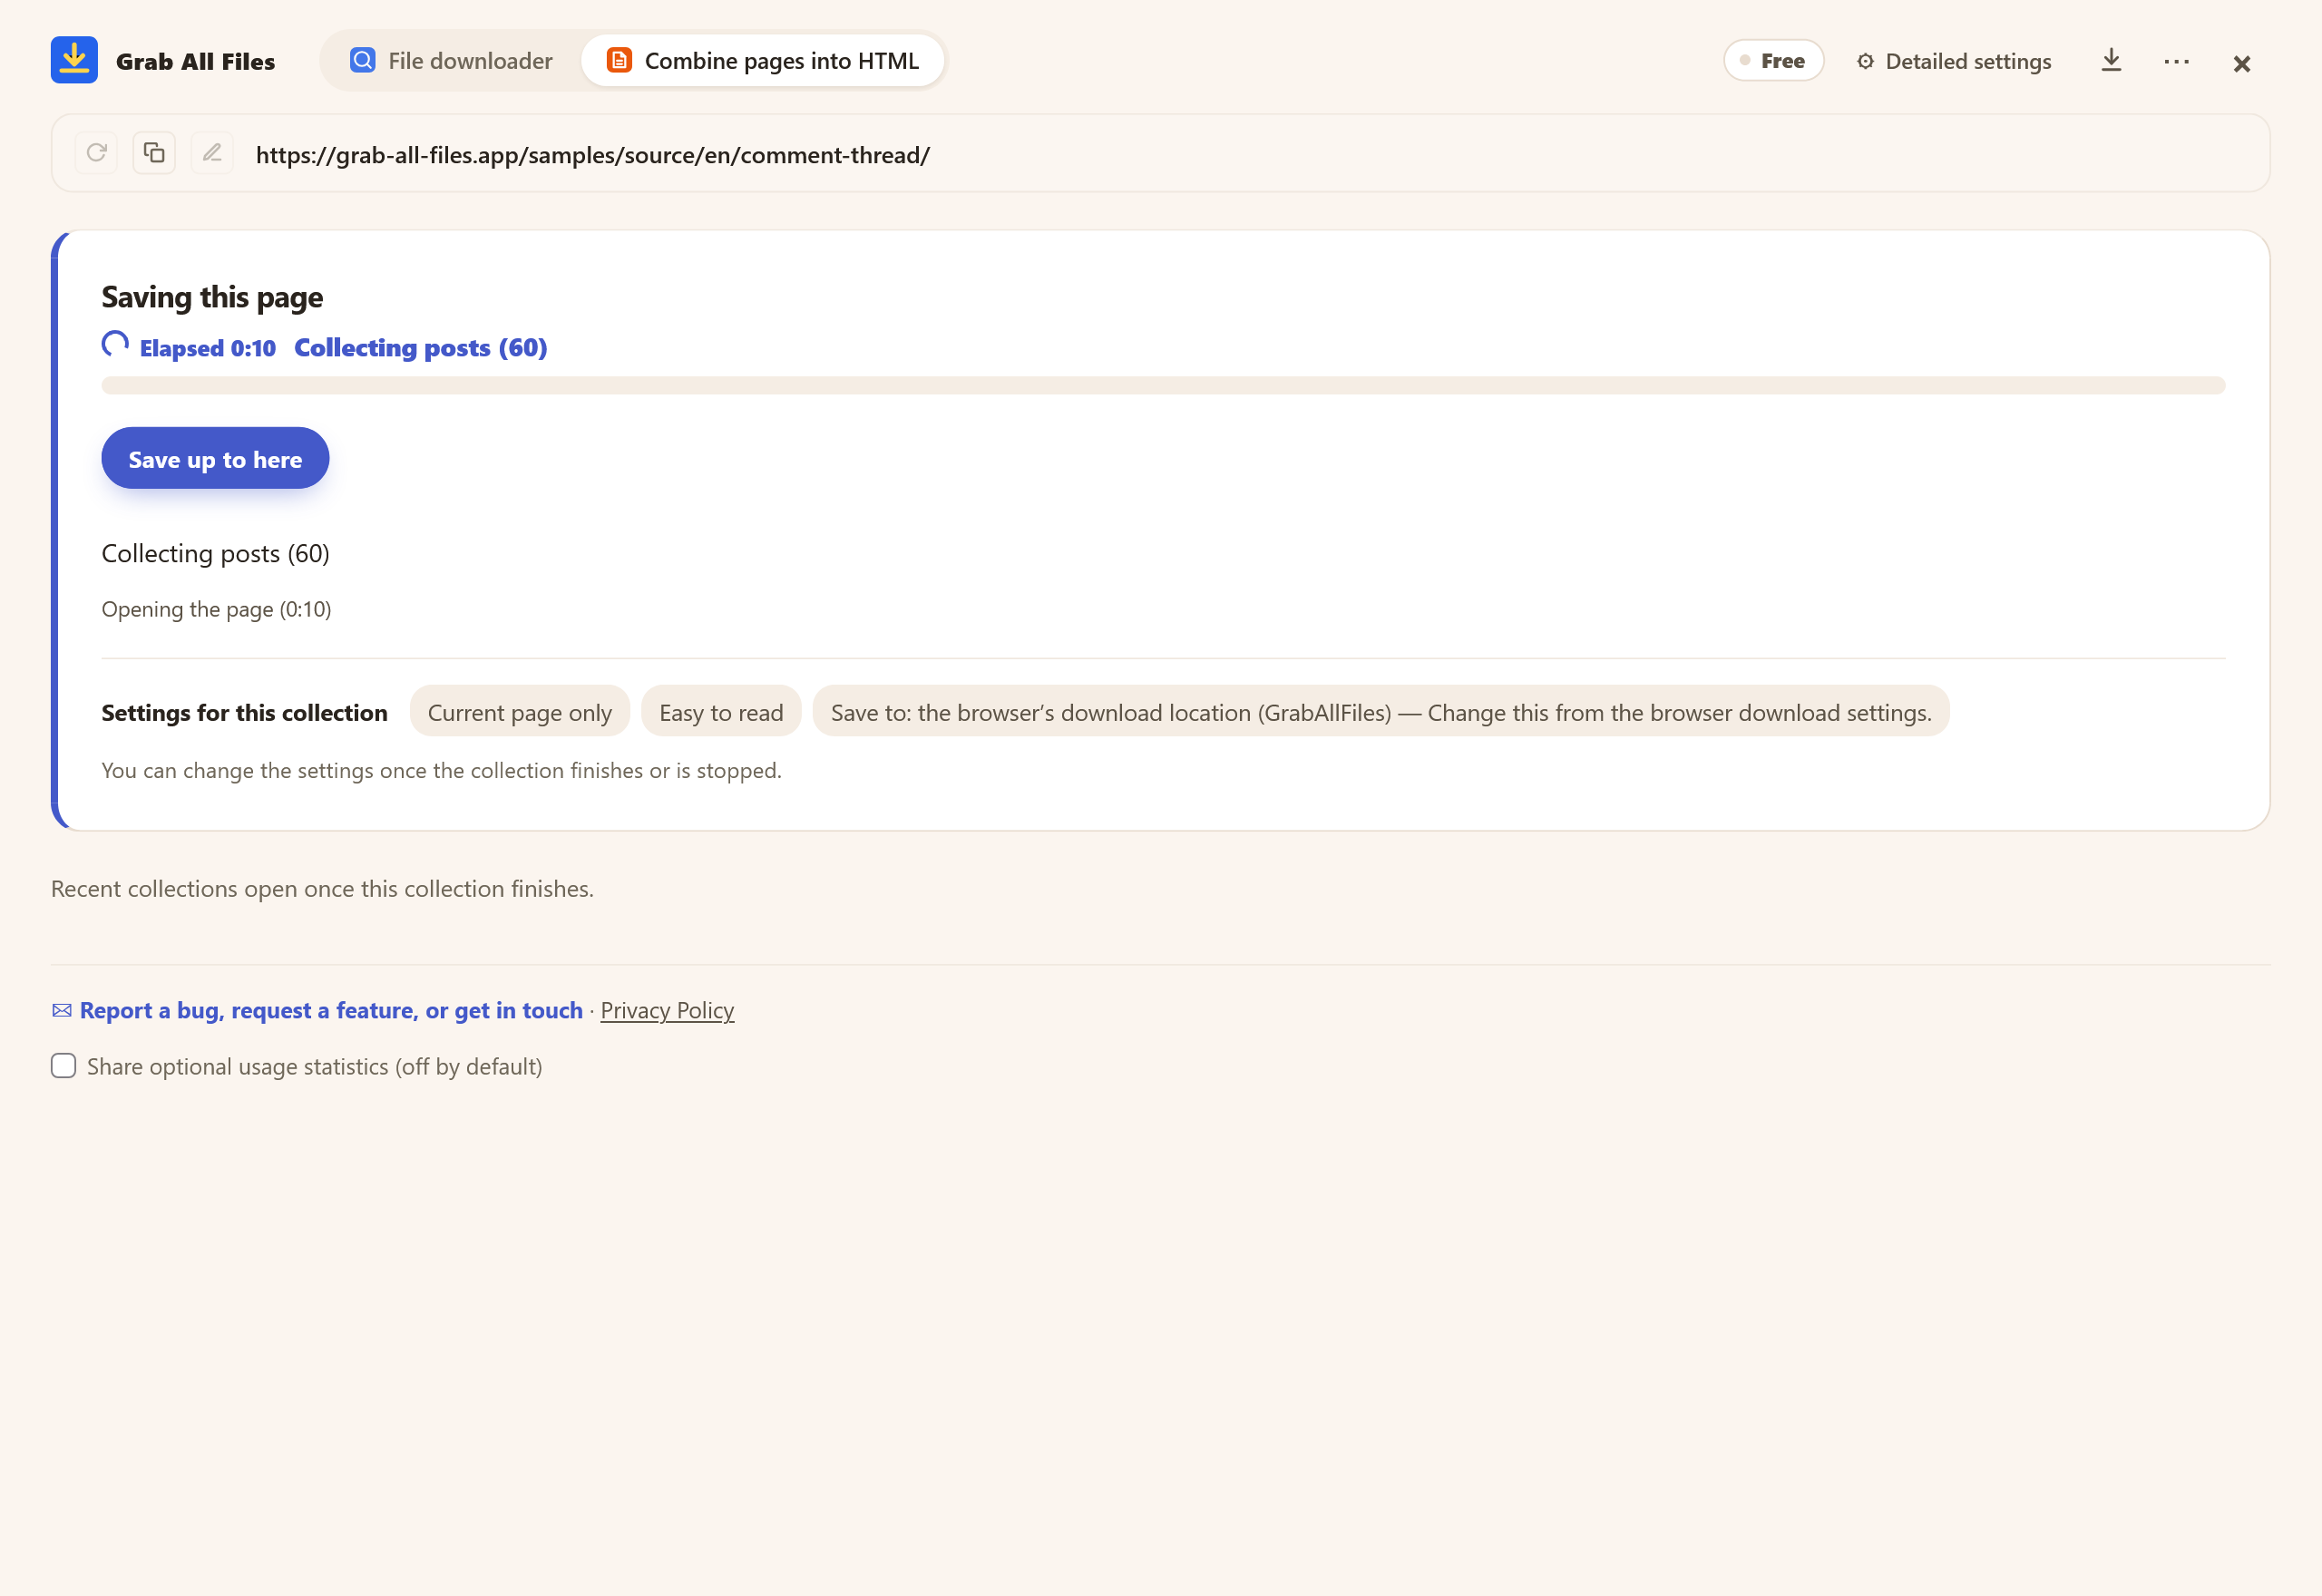 Grab All Files
File downloader
Combine pages into HTML
Free
Detailed settings
https://grab-all-files.app/samples/source/en/comment-thread/
Saving this page
Elapsed 0:10 Collecting posts (60)
Save up to here
Collecting posts (60)
Opening the page (0:10)
Settings for this collection Current page only Easy to read Save to: the browser’s download location (GrabAllFiles) — Change this from the browser download settings.
You can change the settings once the collection finishes or is stopped.
Recent collections open once this collection finishes.
Report a bug, request a feature, or get in touch · Privacy Policy
Share optional usage statistics (off by default)